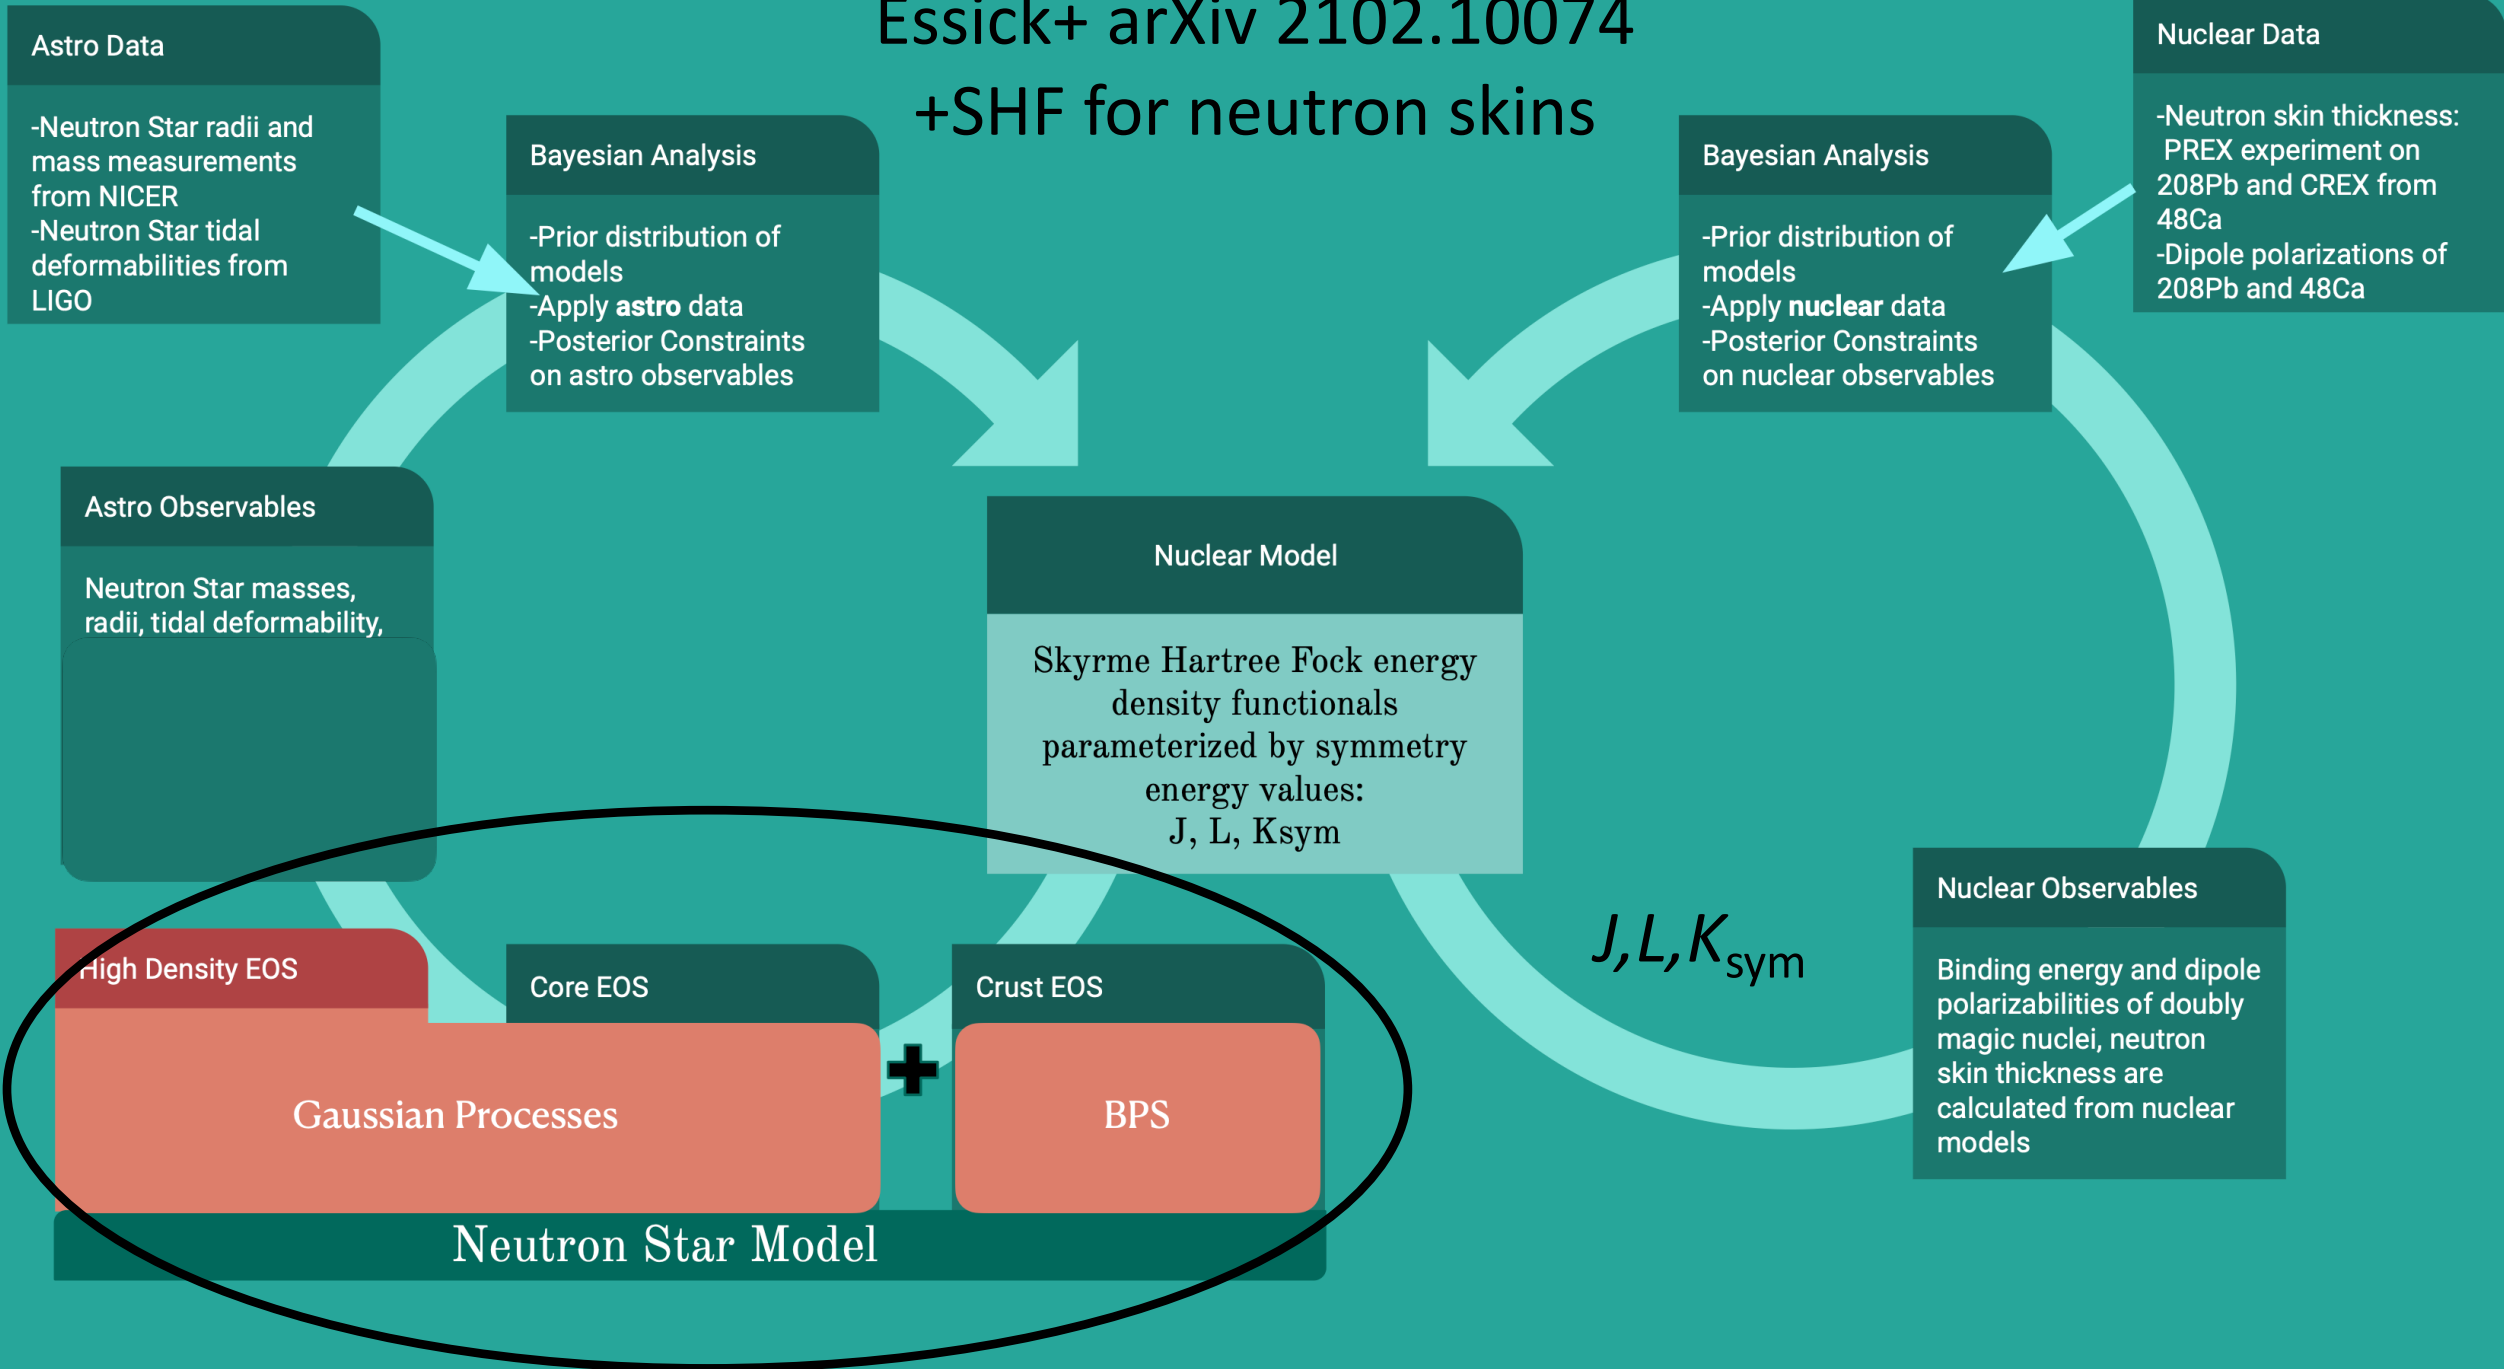 Essick+ arXiv 2102.10074
+SHF for neutron skins
Astro Data
-Neutron Star radii and
mass measurements
from NICER
-Neutron Star tidal
deformabilities from
LIGO
Bayesian Analysis
-Prior distribution of
models
-Apply astro data
-Posterior Constraints
on astro observables
Bayesian Analysis
-Prior distribution of
models
-Apply nuclear data
-Posterior Constraints
on nuclear observables
Nuclear Data
-Neutron skin thickness:
PREX experiment on
208Pb and CREX from
48Ca
-Dipole polarizations of
208Pb and 48Ca
Astro Observables
Neutron Star masses,
radii, tidal deformability,
Nuclear Model
Skyrme Hartree Fock energy
density functionals
parameterized by symmetry
energy values:
J, L, Ksym
J,L,Ksym
Nuclear Observables
Binding energy and dipole
polarizabilities of doubly
magic nuclei, neutron
skin thickness are
calculated from nuclear
models
High Density EOS
Core EOS
Crust EOS
Gaussian Processes
BPS
Neutron Star Model